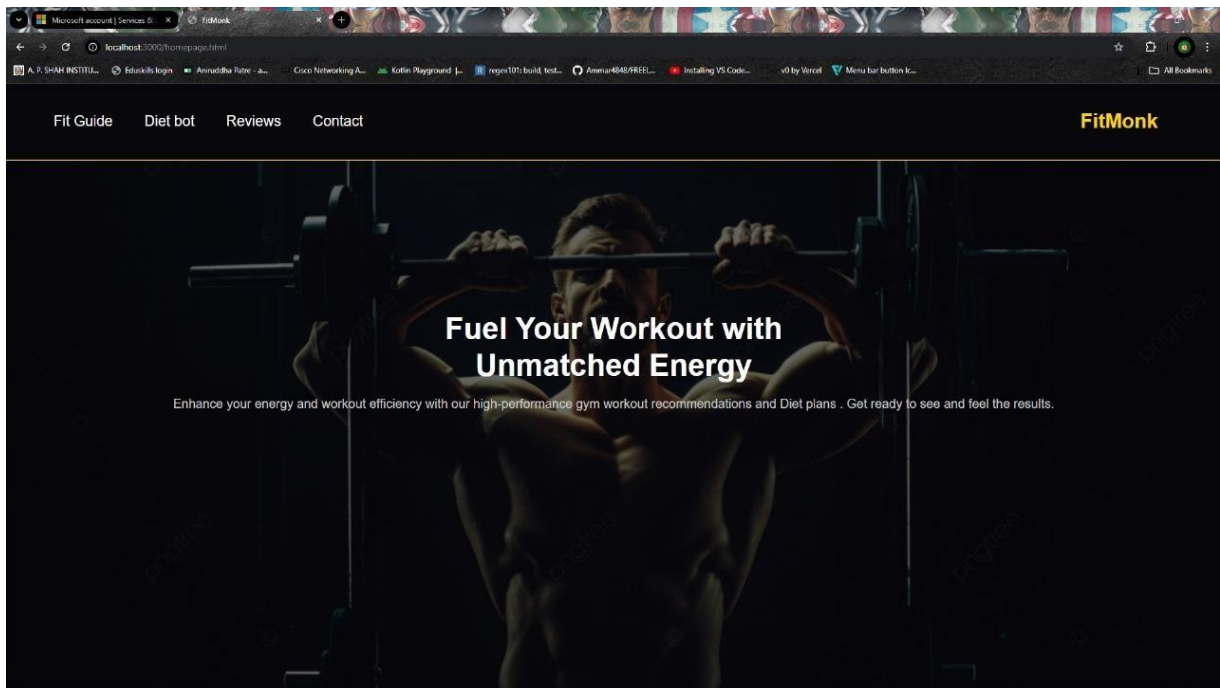 Microsoft account | Services &
FitMonk
localhost:3000/homepage.html
A. P. SHAH INSTITU...
Eduskills login
Aniruddha Patre - a...
Cisco Networking A...
Kotlin Playground |...
regex101: build, test...
Ammar4848/FREEL...
Installing VS Code...
v0 by Vercel
Menu bar button Ic...
All Bookmarks
Fit Guide
Diet bot
Reviews
Contact
FitMonk
Fuel Your Workout with
Unmatched Energy
Enhance your energy and workout efficiency with our high-performance gym workout recommendations and Diet plans . Get ready to see and feel the results.
pngtree
pngtree
pngtree